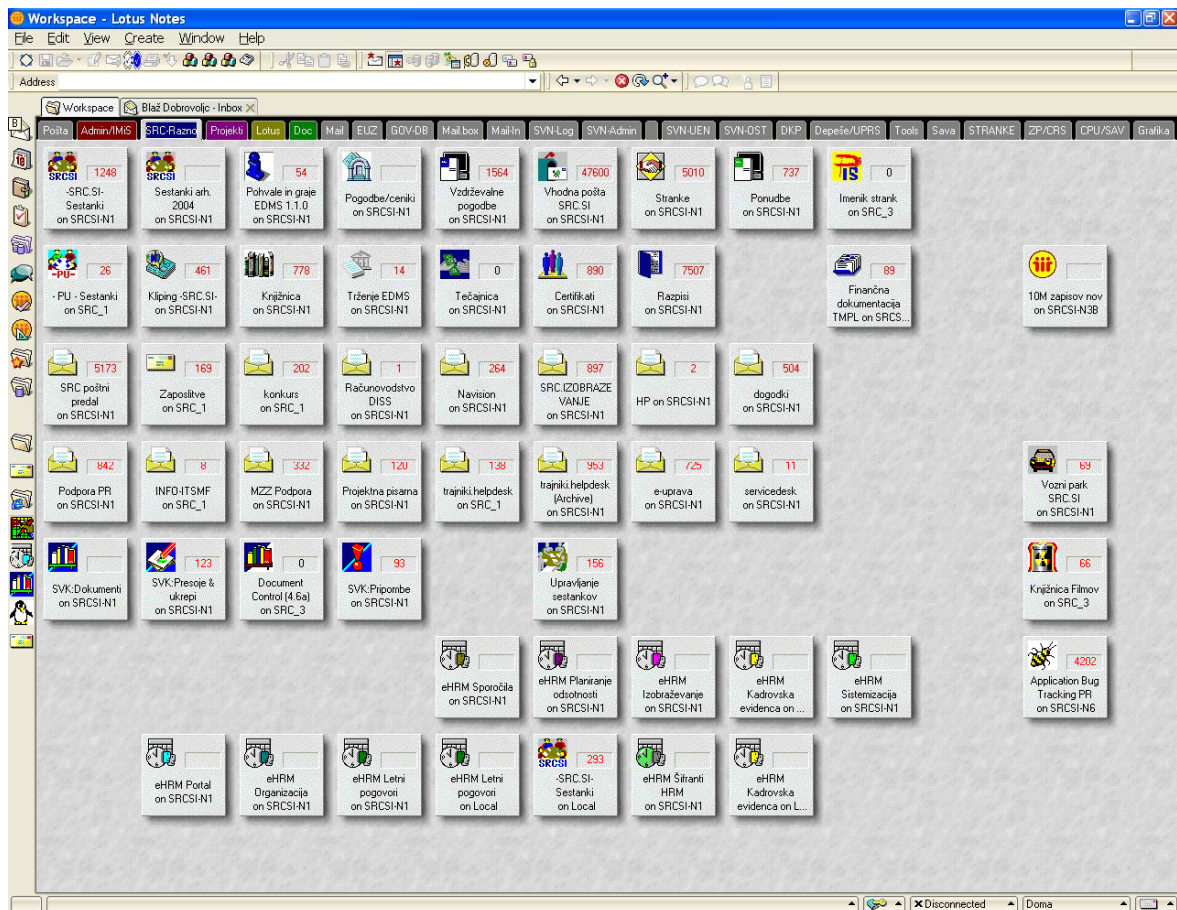 Workspace - Lotus Notes
File Edit View Create Window Help
Address
Workspace Blaž Dobrovoljc - Inbox
Pošta Admin/IMiS SRC-Razno Projekti Lotus Doc Mail EUZ GOV-DB Mail.box Mail-In SVN-Log SVN-Admin SVN-UEN SVN-OST DKP Depeše/UPRS Tools Sava STRANKE ZP/CRS CPU/SAV Grafika
SRCSI 1248
-SRC.SI-
Sestanki
on SRCSI-N1
SRCSI
Sestanki arh.
2004
on SRCSI-N1
54
Pohvale in graje
EDMS 1.1.0
on SRCSI-N1
Pogodbe/ceniki
on SRCSI-N1
1564
Vzdrževalne
pogodbe
on SRCSI-N1
47600
Vhodna pošta
SRC.SI
on SRCSI-N1
5010
Stranke
on SRCSI-N1
737
Ponudbe
on SRCSI-N1
IS 0
Imenik strank
on SRC_3
-PU- 26
- PU - Sestanki
on SRC_1
461
Kliping -SRC.SI-
on SRCSI-N1
778
Knjižnica
on SRCSI-N1
14
Trženje EDMS
on SRCSI-N1
0
Tečajnica
on SRCSI-N1
890
Certifikati
on SRCSI-N1
7507
Razpisi
on SRCSI-N1
89
Finančna
dokumentacija
TMPL on SRCS...
10M zapisov nov
on SRCSI-N3B
5173
SRC poštni
predal
on SRCSI-N1
169
Zaposlitve
on SRC_1
202
konkurs
on SRC_1
1
Računovodstvo
DISS
on SRCSI-N1
264
Navision
on SRCSI-N1
897
SRC.IZOBRAZE
VANJE
on SRCSI-N1
2
HP on SRCSI-N1
504
dogodki
on SRCSI-N1
842
Podpora PR
on SRCSI-N1
8
INFO-ITSMF
on SRC_1
332
MZZ Podpora
on SRCSI-N1
120
Projektna pisarna
on SRCSI-N1
138
trajniki.helpdesk
on SRC_1
953
trajniki.helpdesk
(Archive)
on SRCSI-N1
725
e-uprava
on SRCSI-N1
11
servicedesk
on SRCSI-N1
69
Vozni park
SRC.SI
on SRCSI-N1
SVK:Dokumenti
on SRCSI-N1
123
SVK:Presoje &
ukrepi
on SRCSI-N1
0
Document
Control (4.6a)
on SRC_3
93
SVK:Pripombe
on SRCSI-N1
156
Upravljanje
sestankov
on SRCSI-N1
66
Knjižnica Filmov
on SRC_3
eHRM Sporočila
on SRCSI-N1
eHRM Planiranje
odsotnosti
on SRCSI-N1
eHRM
Izobraževanje
on SRCSI-N1
eHRM
Kadrovska
evidenca on ...
eHRM
Sistemizacija
on SRCSI-N1
4202
Application Bug
Tracking PR
on SRCSI-N6
eHRM Portal
on SRCSI-N1
eHRM
Organizacija
on SRCSI-N1
eHRM Letni
pogovori
on SRCSI-N1
eHRM Letni
pogovori
on Local
SRCSI 293
-SRC.SI-
Sestanki
on Local
eHRM Šifranti
HRM
on SRCSI-N1
eHRM
Kadrovska
evidenca on L...
Disconnected Doma